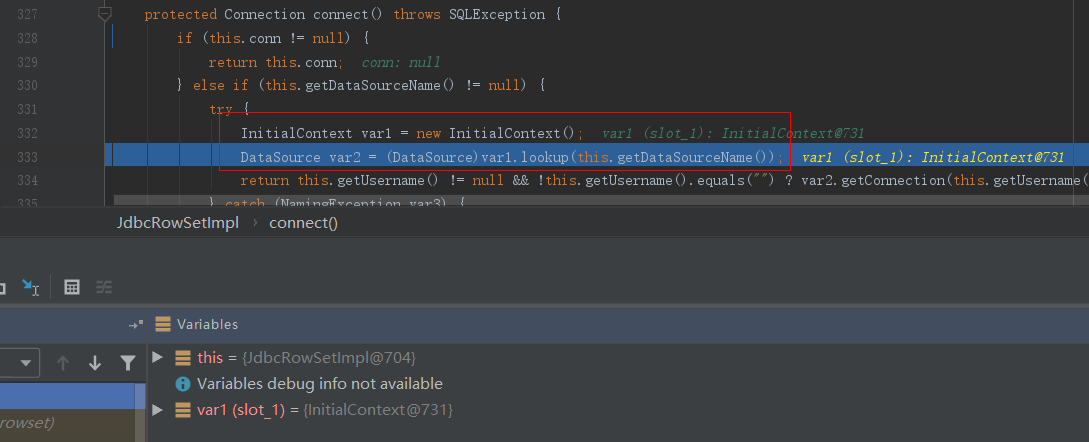 327 protected Connection connect() throws SQLException {
328 if (this.conn != null) {
329 return this.conn; conn: null
330 } else if (this.getDataSourceName() != null) {
331 try {
332 InitialContext var1 = new InitialContext(); var1 (slot_1): InitialContext@731
333 DataSource var2 = (DataSource)var1.lookup(this.getDataSourceName()); var1 (slot_1): InitialContext@731
334 return this.getUsername() != null && !this.getUsername().equals("") ? var2.getConnection(this.getUsername(
335 } catch (NamingException var3) {
JdbcRowSetImpl › connect()
Variables
this = {JdbcRowSetImpl@704}
Variables debug info not available
var1 (slot_1) = {InitialContext@731}
rowset)